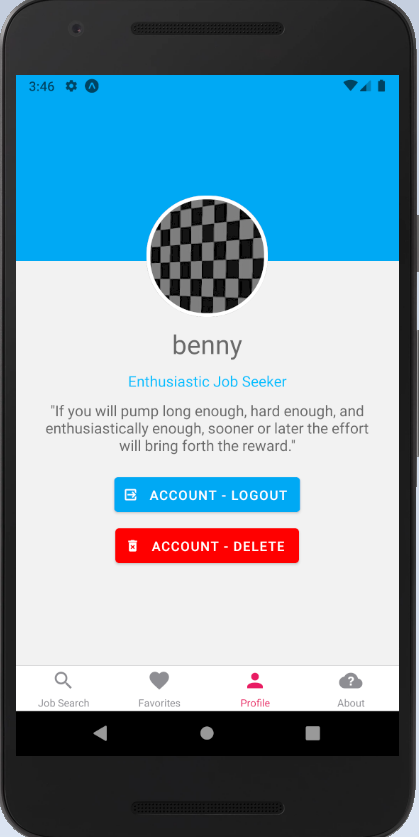 3:46
benny
Enthusiastic Job Seeker
"If you will pump long enough, hard enough, and
enthusiastically enough, sooner or later the effort
will bring forth the reward."
ACCOUNT - LOGOUT
ACCOUNT - DELETE
Job Search
Favorites
Profile
About